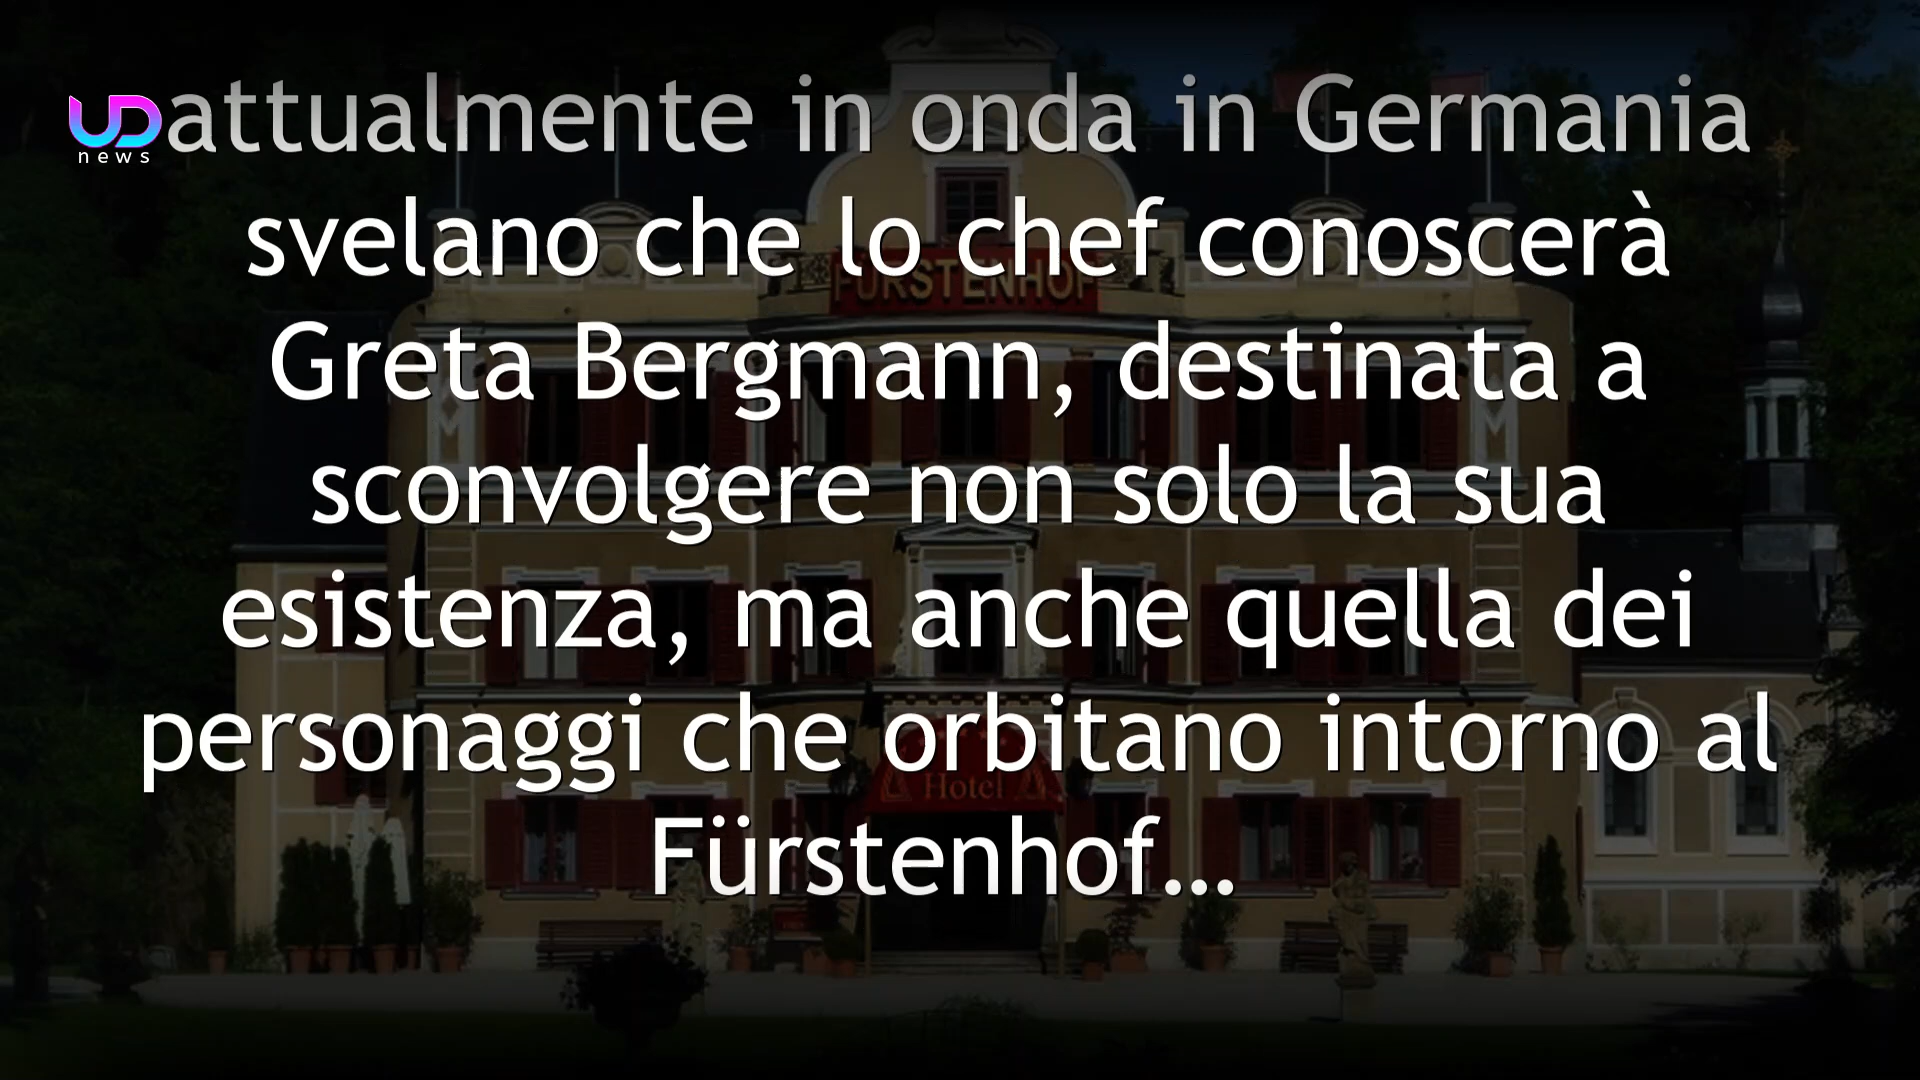 UD
news
attualmente in onda in Germania
svelano che lo chef conoscerà
FÜRSTENHOF
Greta Bergmann, destinata a
sconvolgere non solo la sua
esistenza, ma anche quella dei
personaggi che orbitano intorno al
Hotel
Fürstenhof...